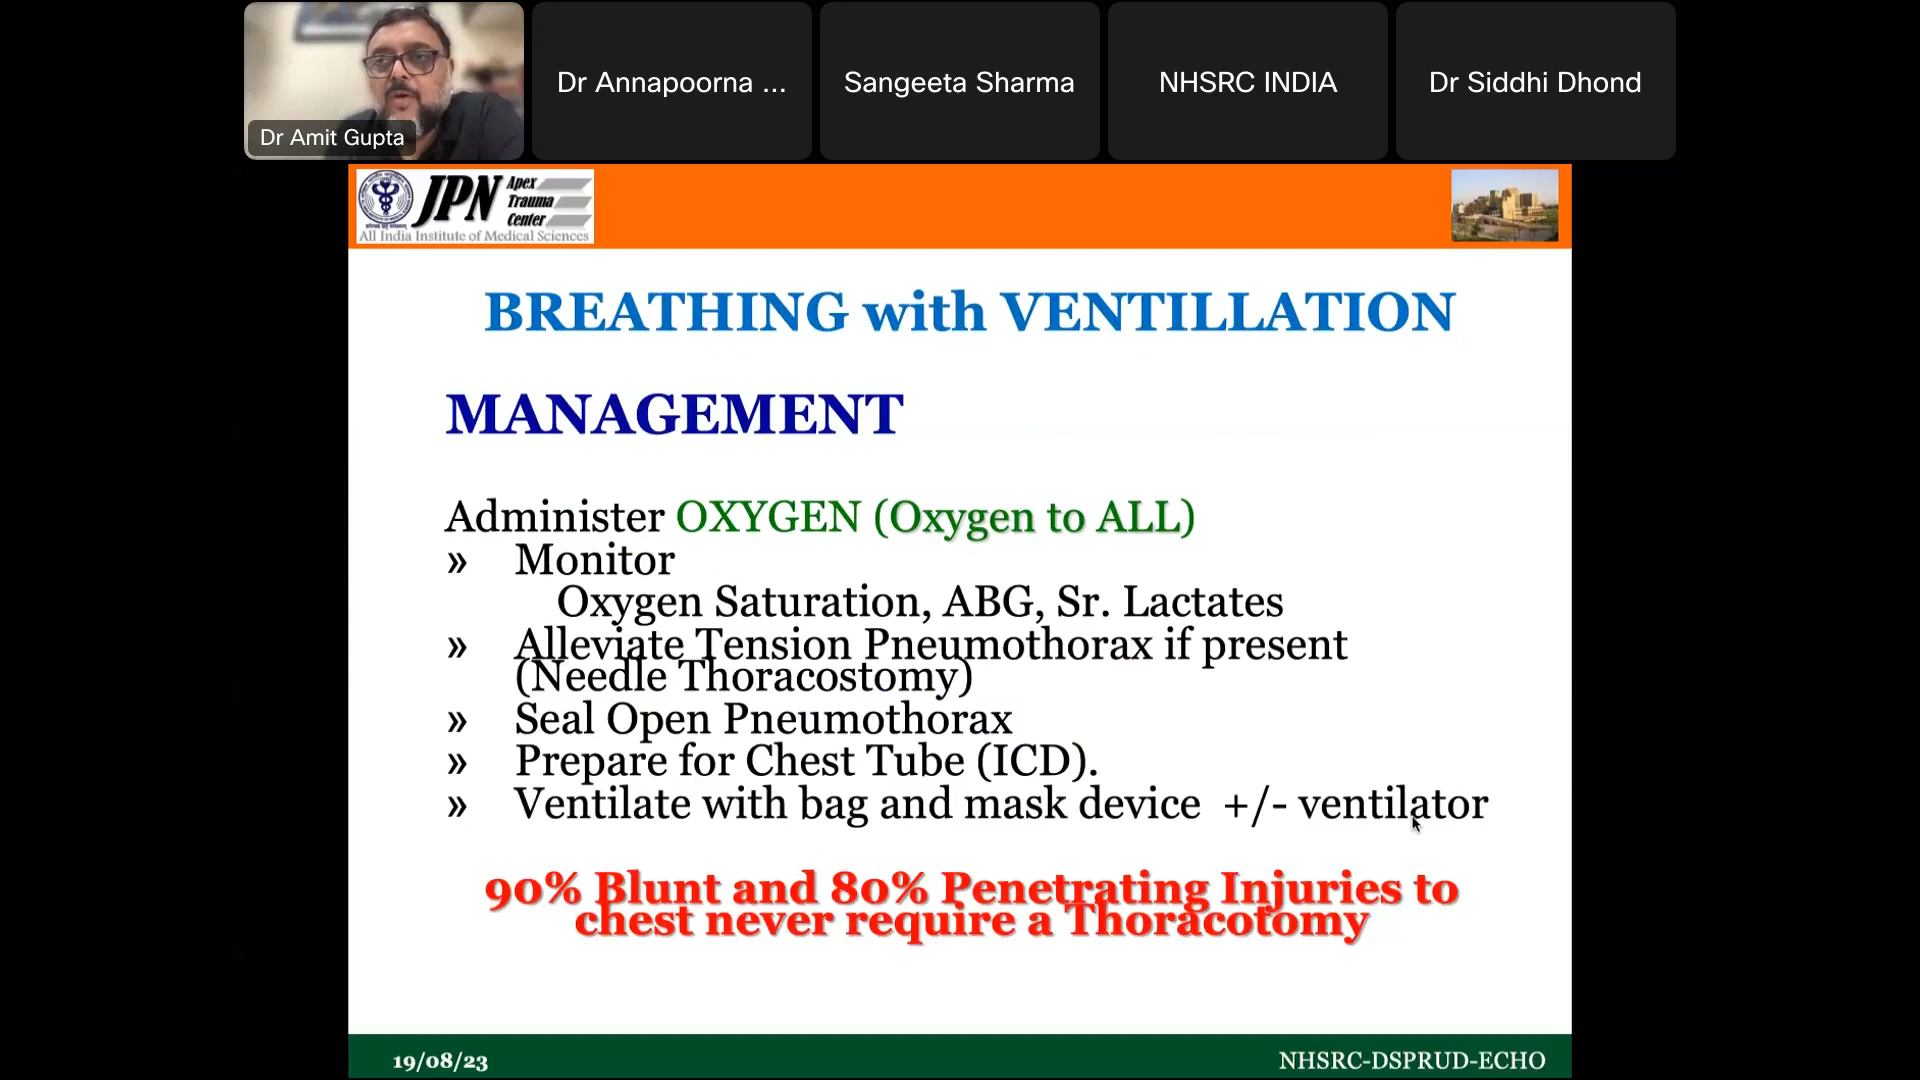 Dr Amit Gupta
Dr Annapoorna ...
Sangeeta Sharma
NHSRC INDIA
Dr Siddhi Dhond
JPN Apex
Trauma
Center
All India Institute of Medical Sciences
BREATHING with VENTILLATION
MANAGEMENT
Administer OXYGEN (Oxygen to ALL)
» Monitor
Oxygen Saturation, ABG, Sr. Lactates
» Alleviate Tension Pneumothorax if present
(Needle Thoracostomy)
» Seal Open Pneumothorax
» Prepare for Chest Tube (ICD).
» Ventilate with bag and mask device +/- ventilator
90% Blunt and 80% Penetrating Injuries to
chest never require a Thoracotomy
19/08/23
NHSRC-DSPRUD-ECHO